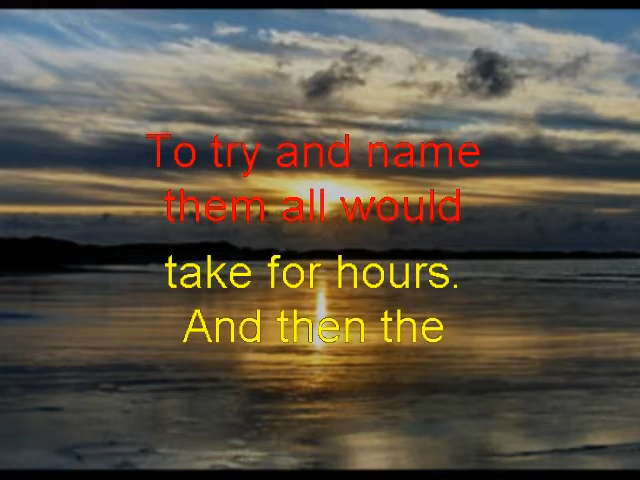 To try and name
them all would
take for hours.
And then the